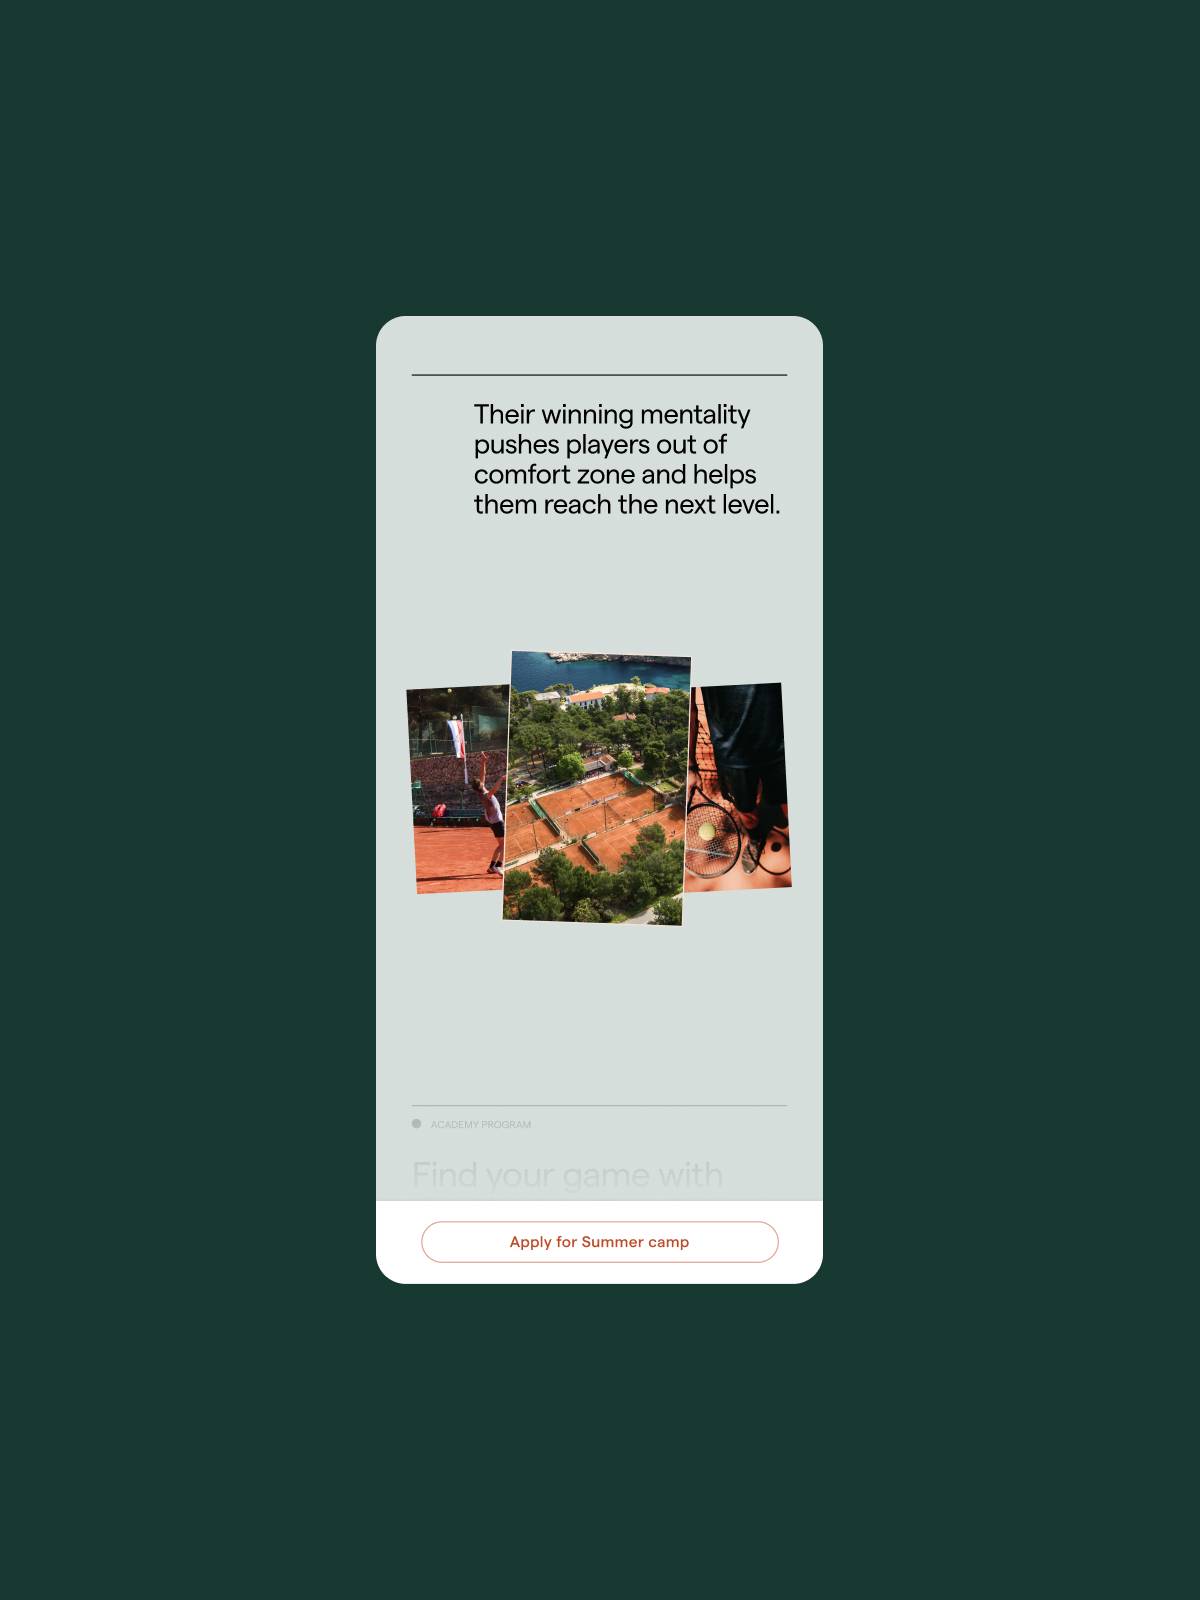 Their winning mentality
pushes players out of
comfort zone and helps
them reach the next level.
ACADEMY PROGRAM
Find your game with
Apply for Summer camp